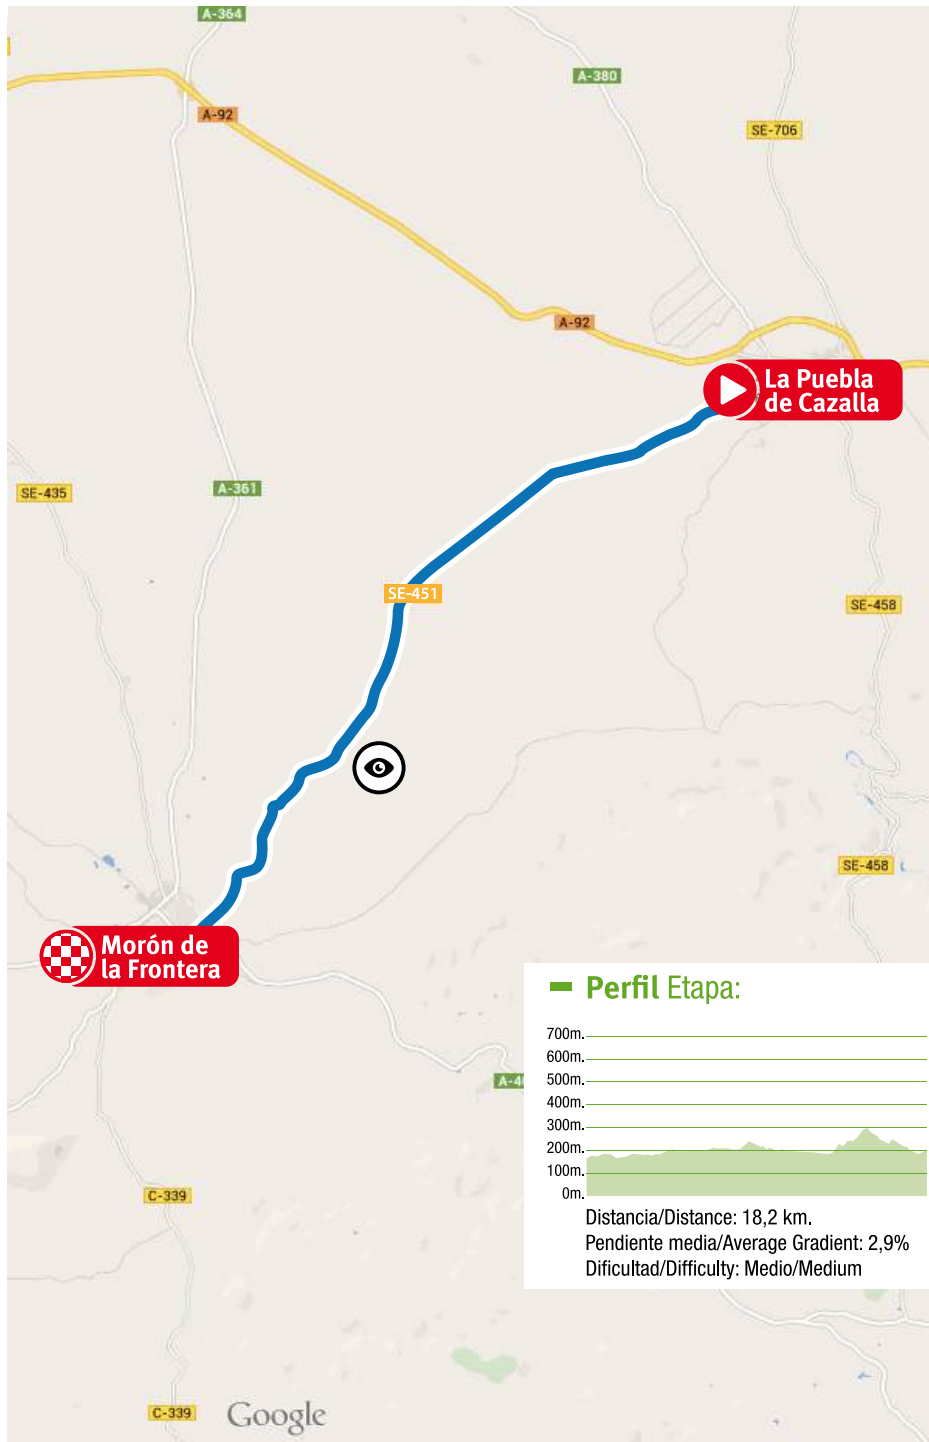 A-364
A-380
A-92
SE-706
A-92
La Puebla
de Cazalla
SE-435
A-361
SE-451
SE-458
SE-458
Morón de
la Frontera
Perfil Etapa:
700m.
600m.
500m.
400m.
300m.
200m.
100m.
0m.
A-4
Distancia/Distance: 18,2 km.
Pendiente media/Average Gradient: 2,9%
Dificultad/Difficulty: Medio/Medium
C-339
C-339
Google